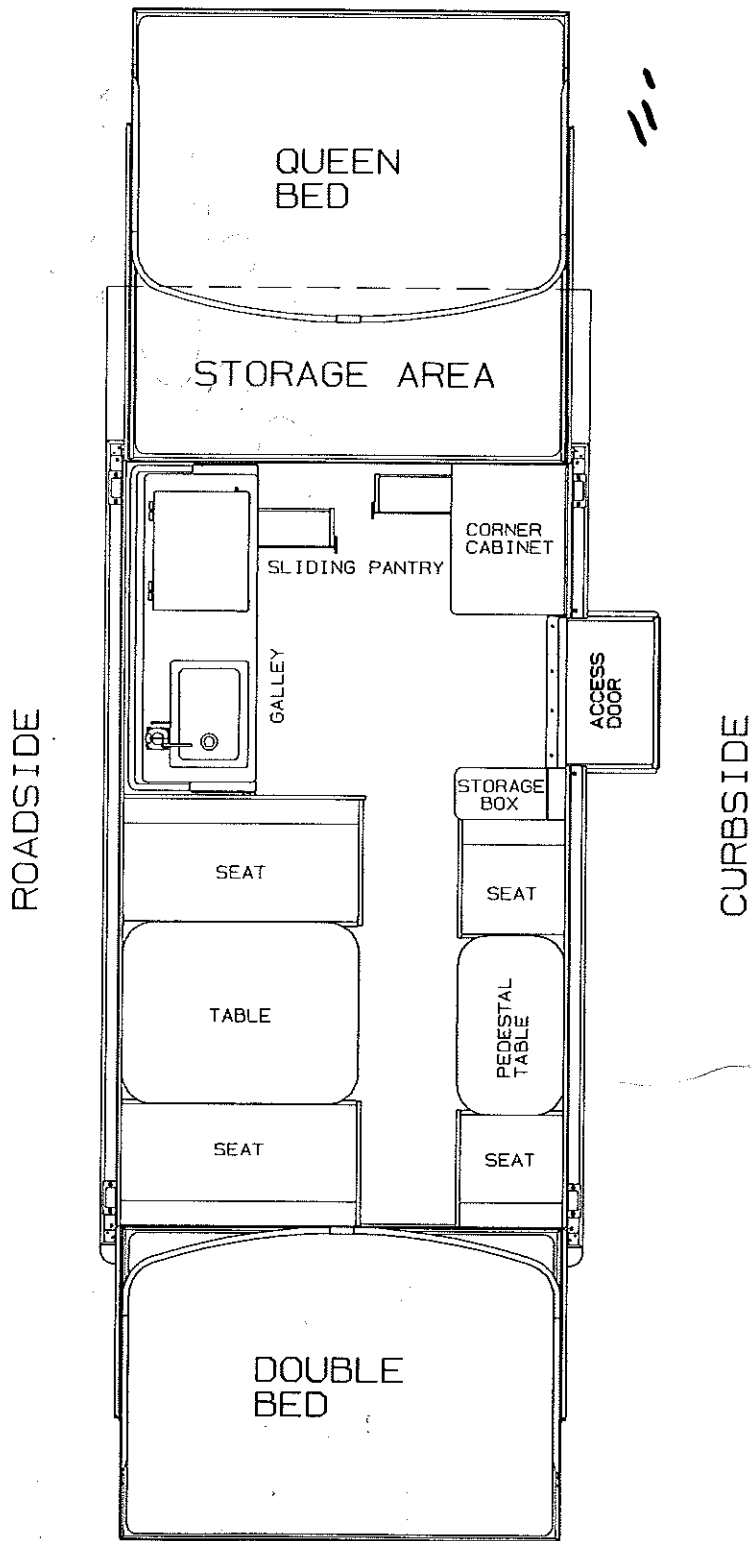 QUEEN
BED
STORAGE AREA
CORNER
CABINET
SLIDING PANTRY
GALLEY
ACCESS
DOOR
ROADSIDE
CURBSIDE
STORAGE
BOX
SEAT
SEAT
TABLE
PEDESTAL
TABLE
SEAT
SEAT
DOUBLE
BED